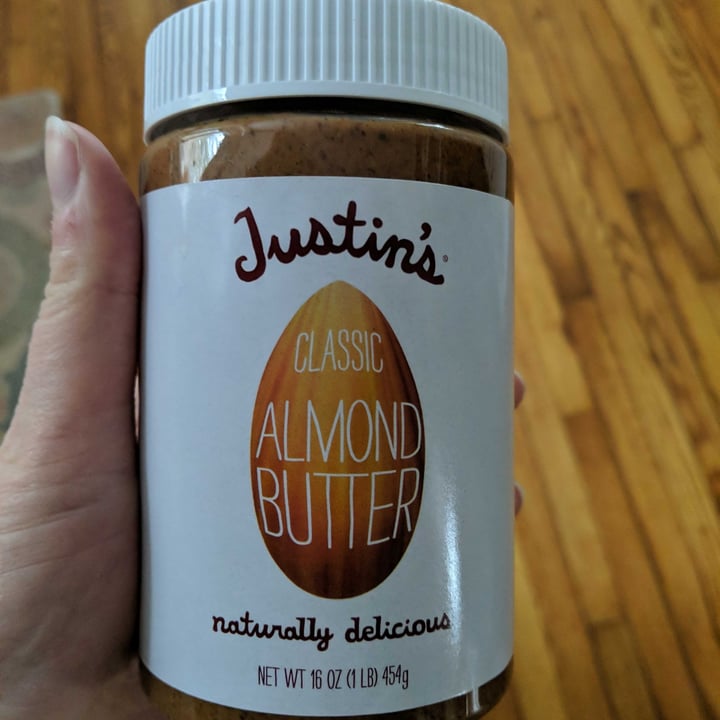 Justin's®
CLASSIC
ALMOND
BUTTER
naturally delicious
NET WT 16 OZ (1 LB) 454g